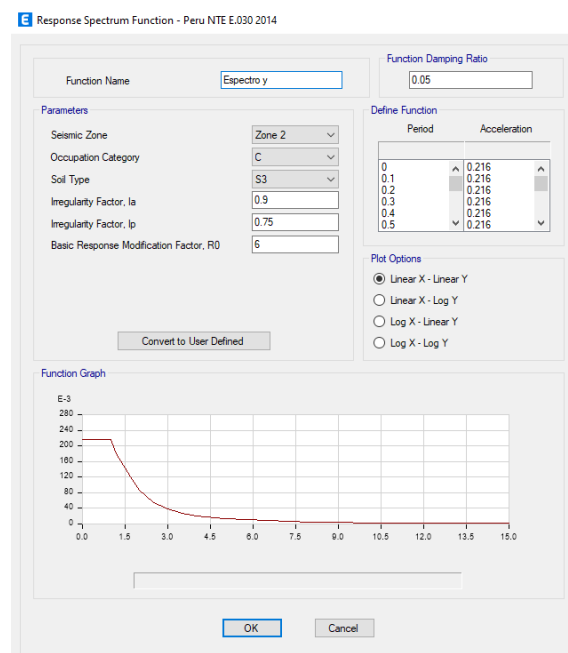 E Response Spectrum Function - Peru NTE E.030 2014
Function Name
Espectro y
Function Damping Ratio
0.05
Parameters
Seismic Zone
Zone 2
Occupation Category
C
Soil Type
S3
Irregularity Factor, Ia
0.9
Irregularity Factor, Ip
0.75
Basic Response Modification Factor, R0
6
Convert to User Defined
Define Function
Period Acceleration
0 0.216
0.1 0.216
0.2 0.216
0.3 0.216
0.4 0.216
0.5 0.216
Plot Options
Linear X - Linear Y
Linear X - Log Y
Log X - Linear Y
Log X - Log Y
Function Graph
E-3
280
240
200
160
120
80
40
0
0.0 1.5 3.0 4.5 6.0 7.5 9.0 10.5 12.0 13.5 15.0
OK Cancel